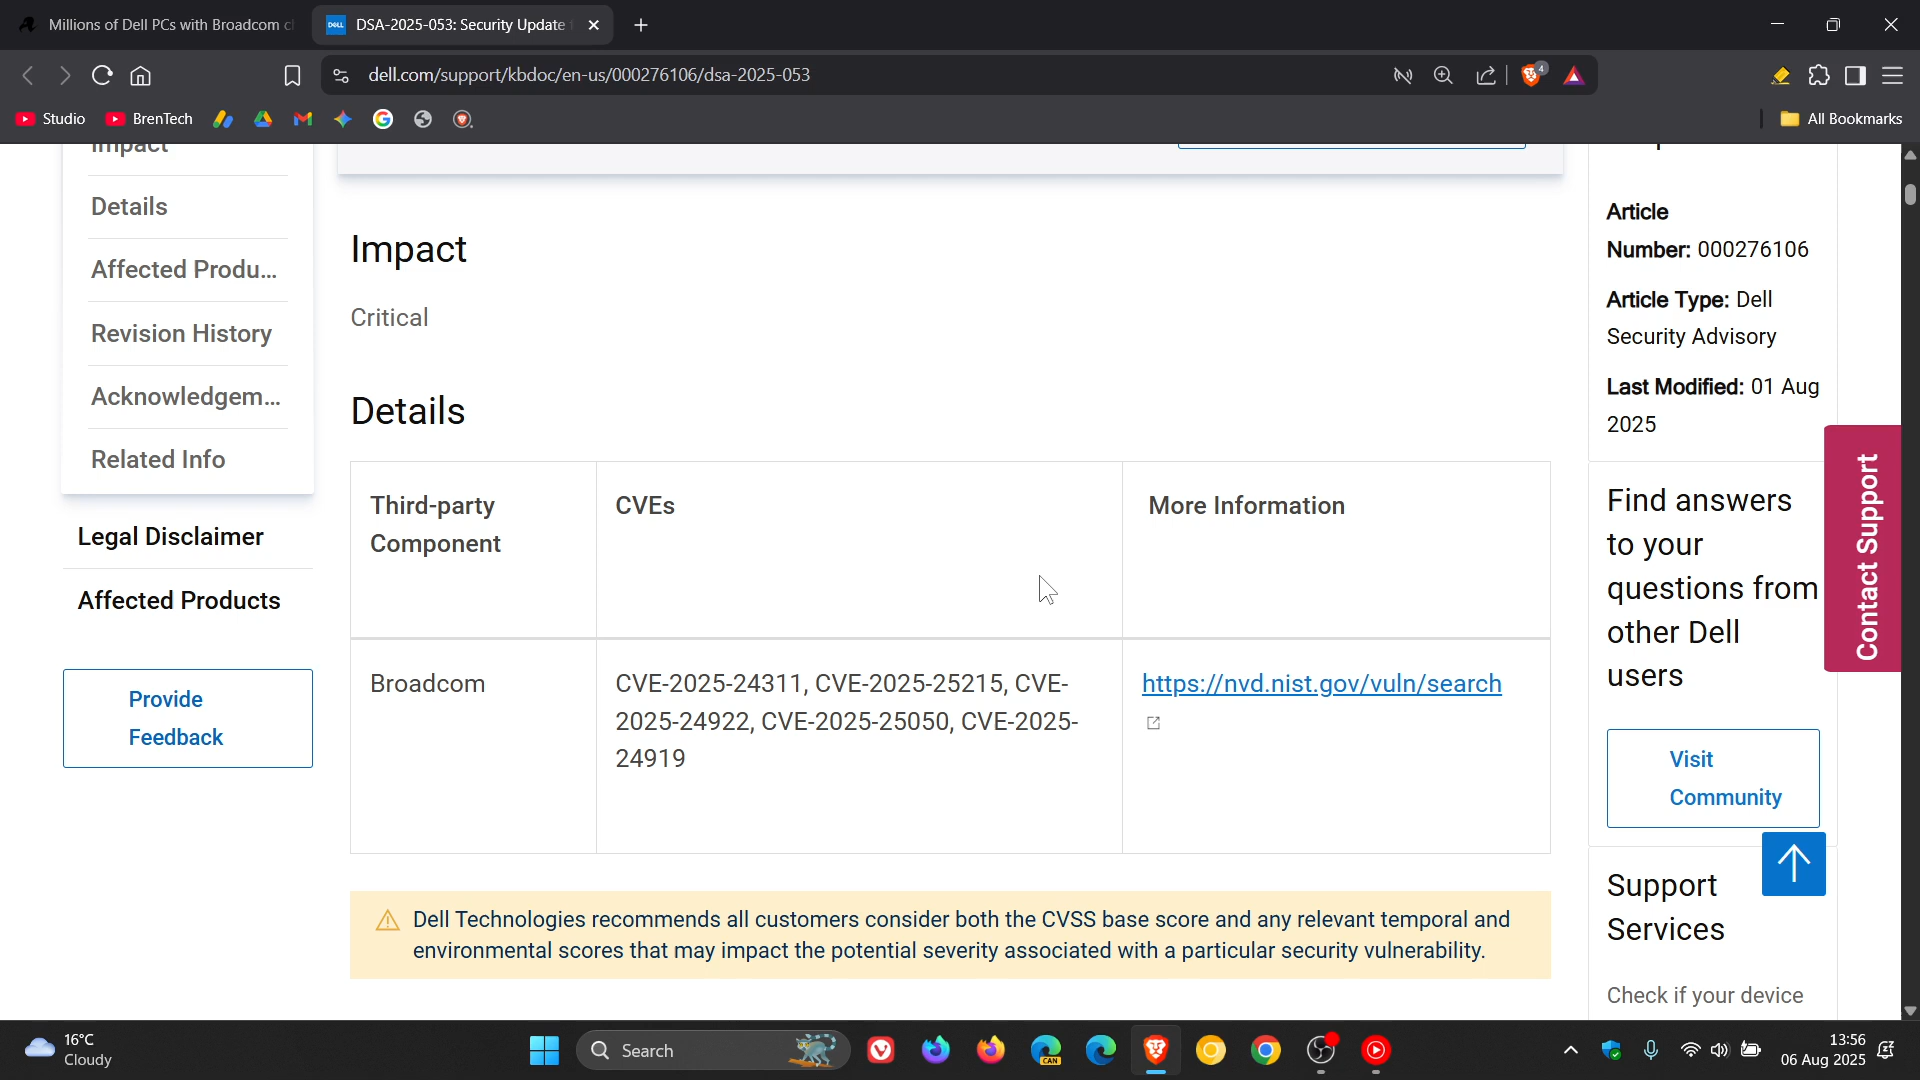 Millions of Dell PCs with Broadcom c
DELL DSA-2025-053: Security Update
dell.com/support/kbdoc/en-us/000276106/dsa-2025-053
4
Studio
BrenTech
All Bookmarks
Impact
Details
Affected Produ...
Revision History
Acknowledgem...
Related Info
Legal Disclaimer
Affected Products
Provide
Feedback
Impact
Critical
Details
Third-party
Component
CVEs
More Information
Broadcom
CVE-2025-24311, CVE-2025-25215, CVE-
2025-24922, CVE-2025-25050, CVE-2025-
24919
https://nvd.nist.gov/vuln/search
Dell Technologies recommends all customers consider both the CVSS base score and any relevant temporal and
environmental scores that may impact the potential severity associated with a particular security vulnerability.
Article
Number: 000276106
Article Type: Dell
Security Advisory
Last Modified: 01 Aug
2025
Find answers
to your
questions from
other Dell
users
Visit
Community
Contact Support
Support
Services
Check if your device
16°C
Cloudy
Search
CAN
13:56
06 Aug 2025